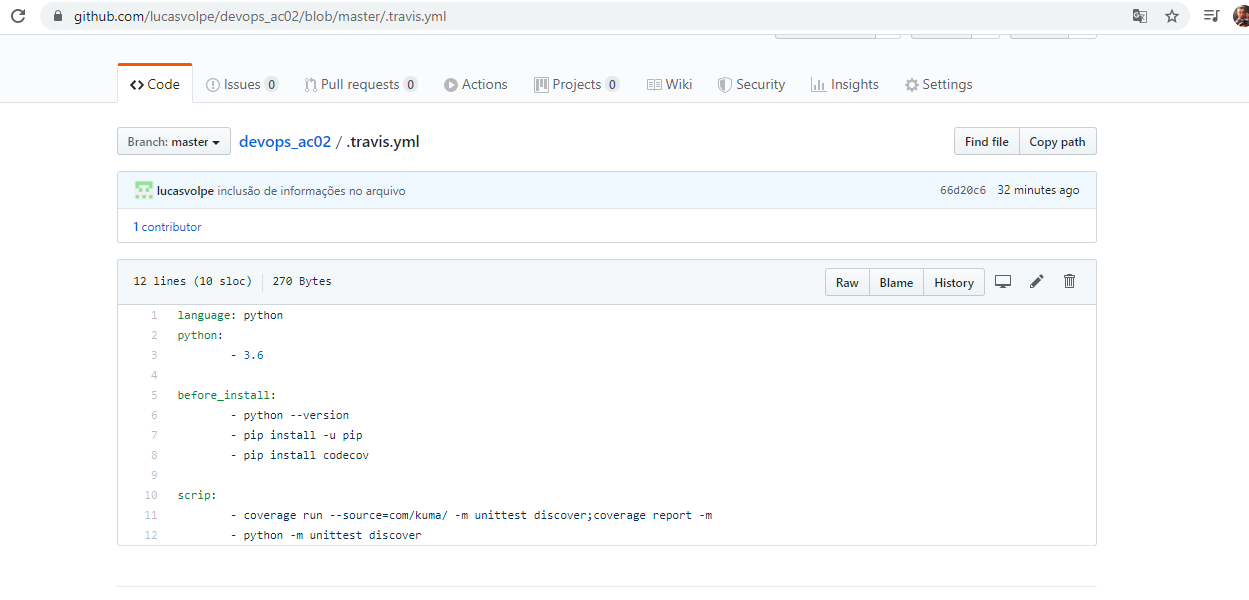 github.com/lucasvolpe/devops_ac02/blob/master/.travis.yml
Code Issues 0 Pull requests 0 Actions Projects 0 Wiki Security Insights Settings
Branch: master devops_ac02 / .travis.yml Find file Copy path
lucasvolpe inclusão de informações no arquivo 66d20c6 32 minutes ago
1 contributor
12 lines (10 sloc) 270 Bytes Raw Blame History
1 language: python
2 python:
3 - 3.6
4
5 before_install:
6 - python --version
7 - pip install -u pip
8 - pip install codecov
9
10 scrip:
11 - coverage run --source=com/kuma/ -m unittest discover;coverage report -m
12 - python -m unittest discover